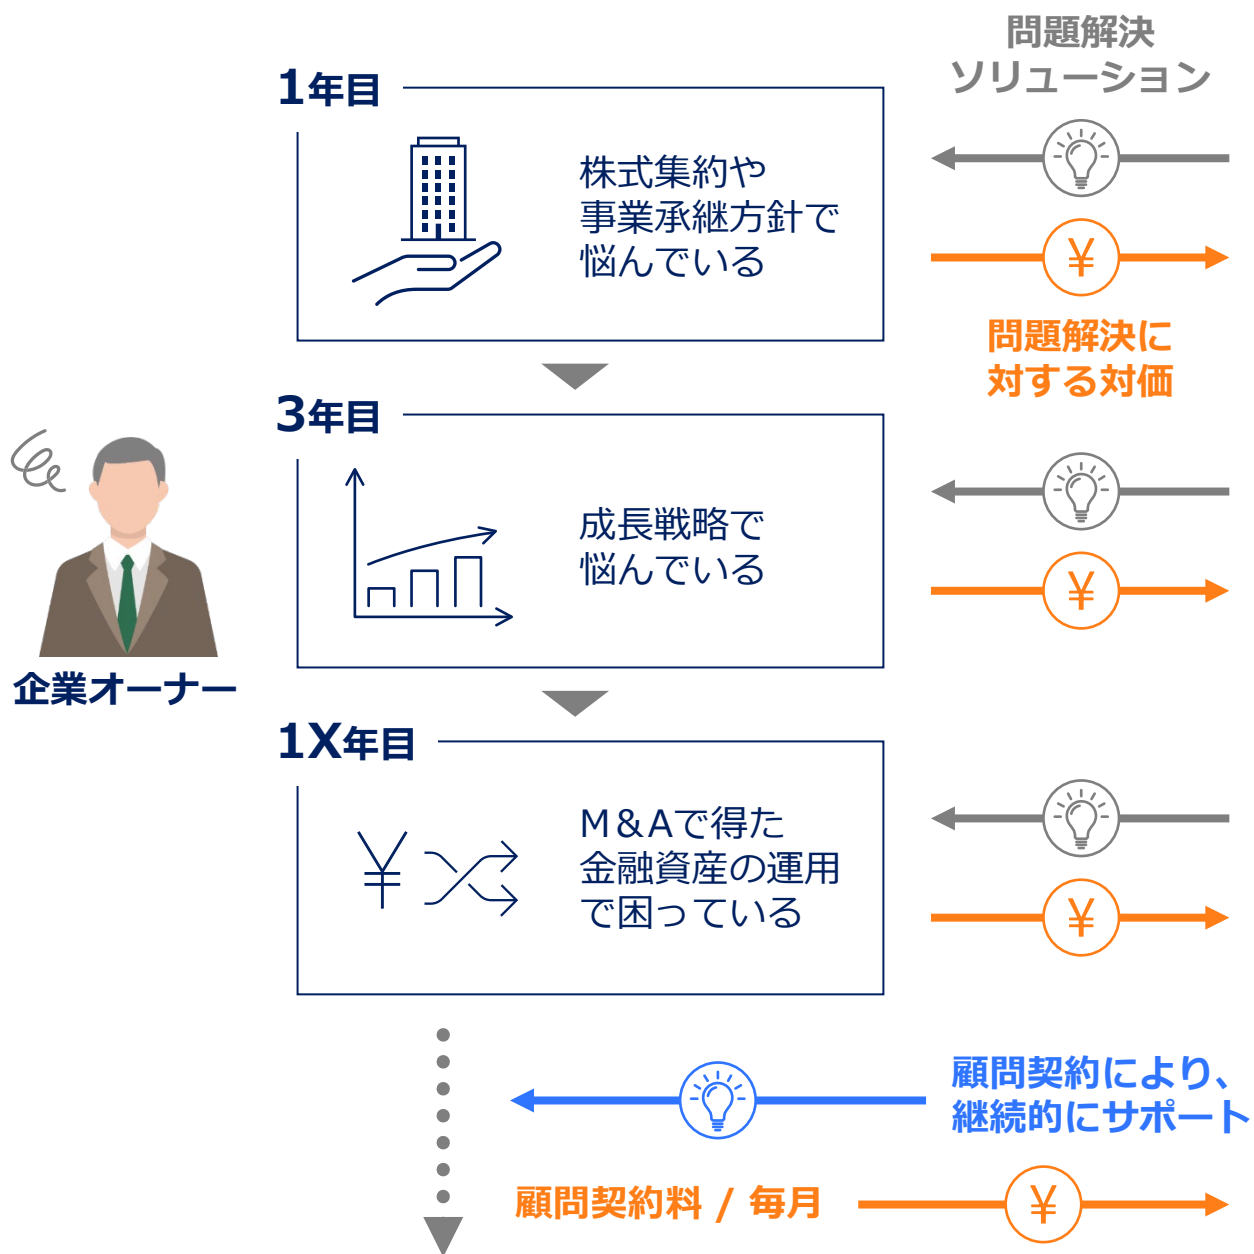 問題解決
ソリューション
1年目
株式集約や
事業承継方針で
悩んでいる
¥
問題解決に
対する対価
3年目
成長戦略で
悩んでいる
¥
企業オーナー
1X年目
¥
M&Aで得た
金融資産の運用
で困っている
¥
顧問契約により、
継続的にサポート
顧問契約料 / 毎月
¥